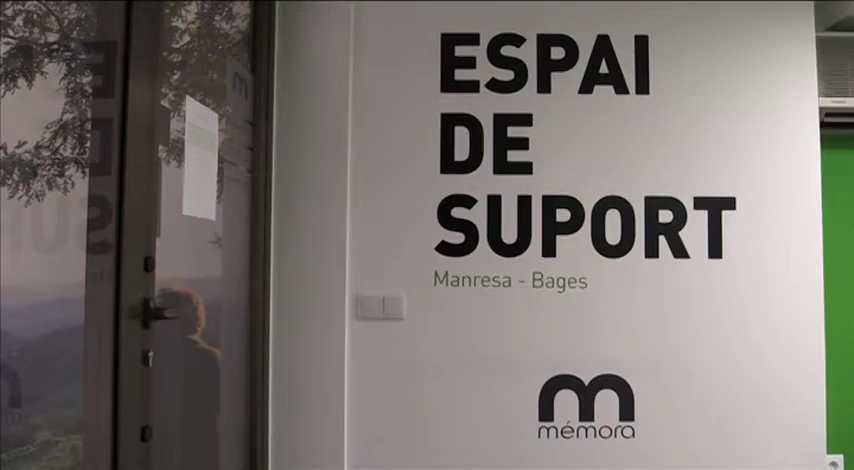 ESPAI
DE
SUPORT
Manresa - Bages
m
mémora